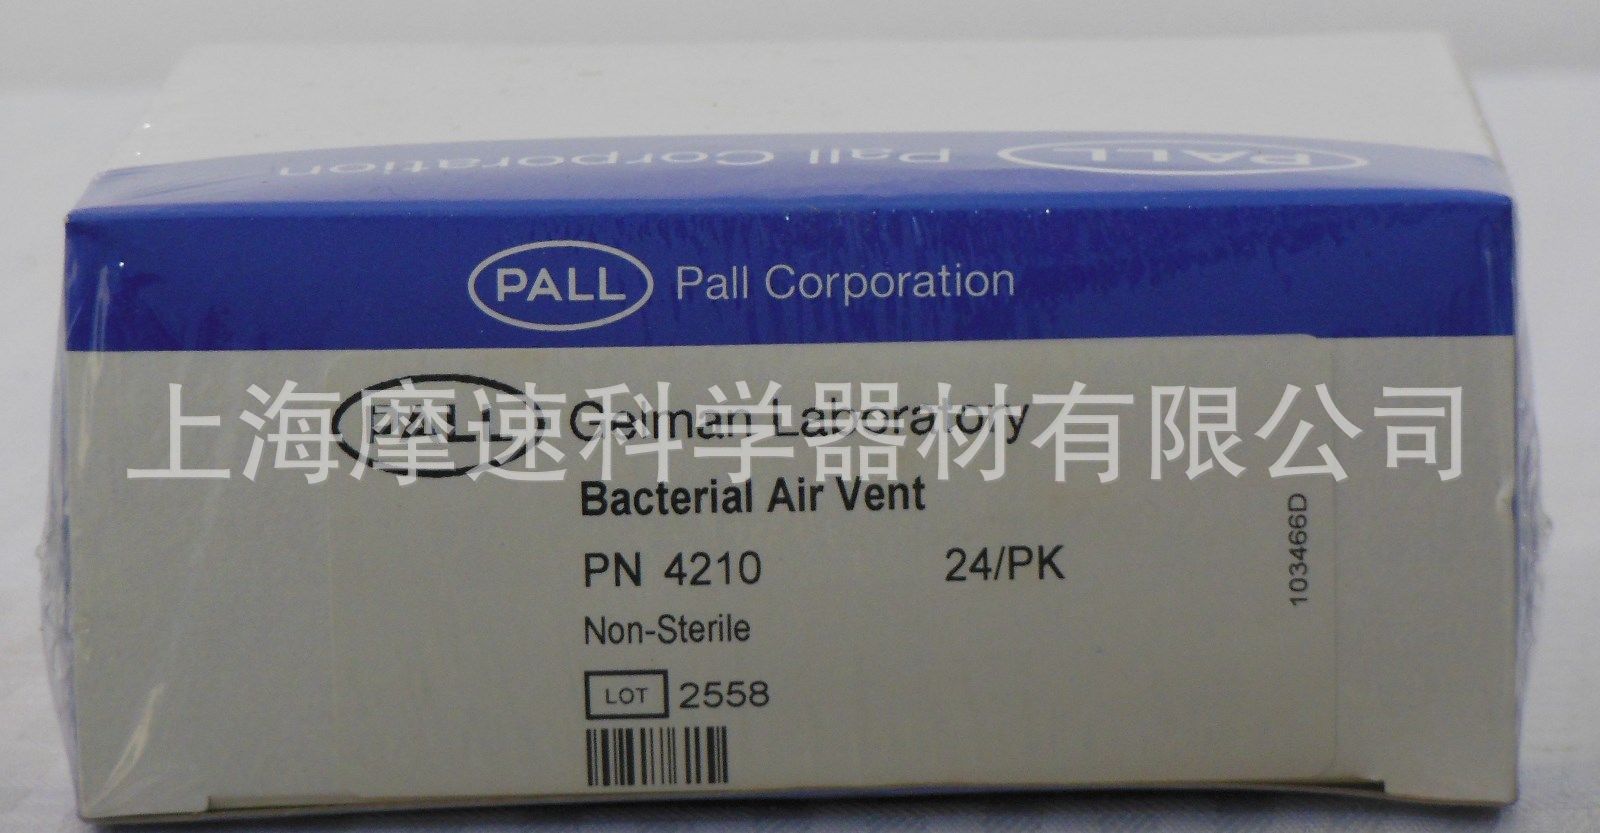 PALL Pall Corporation
PALL Pall Corporation
PALL Gelman Laboratory
上海摩速科学器材有限公司
Bacterial Air Vent
PN 4210 24/PK
103466D
Non-Sterile
LOT 2558